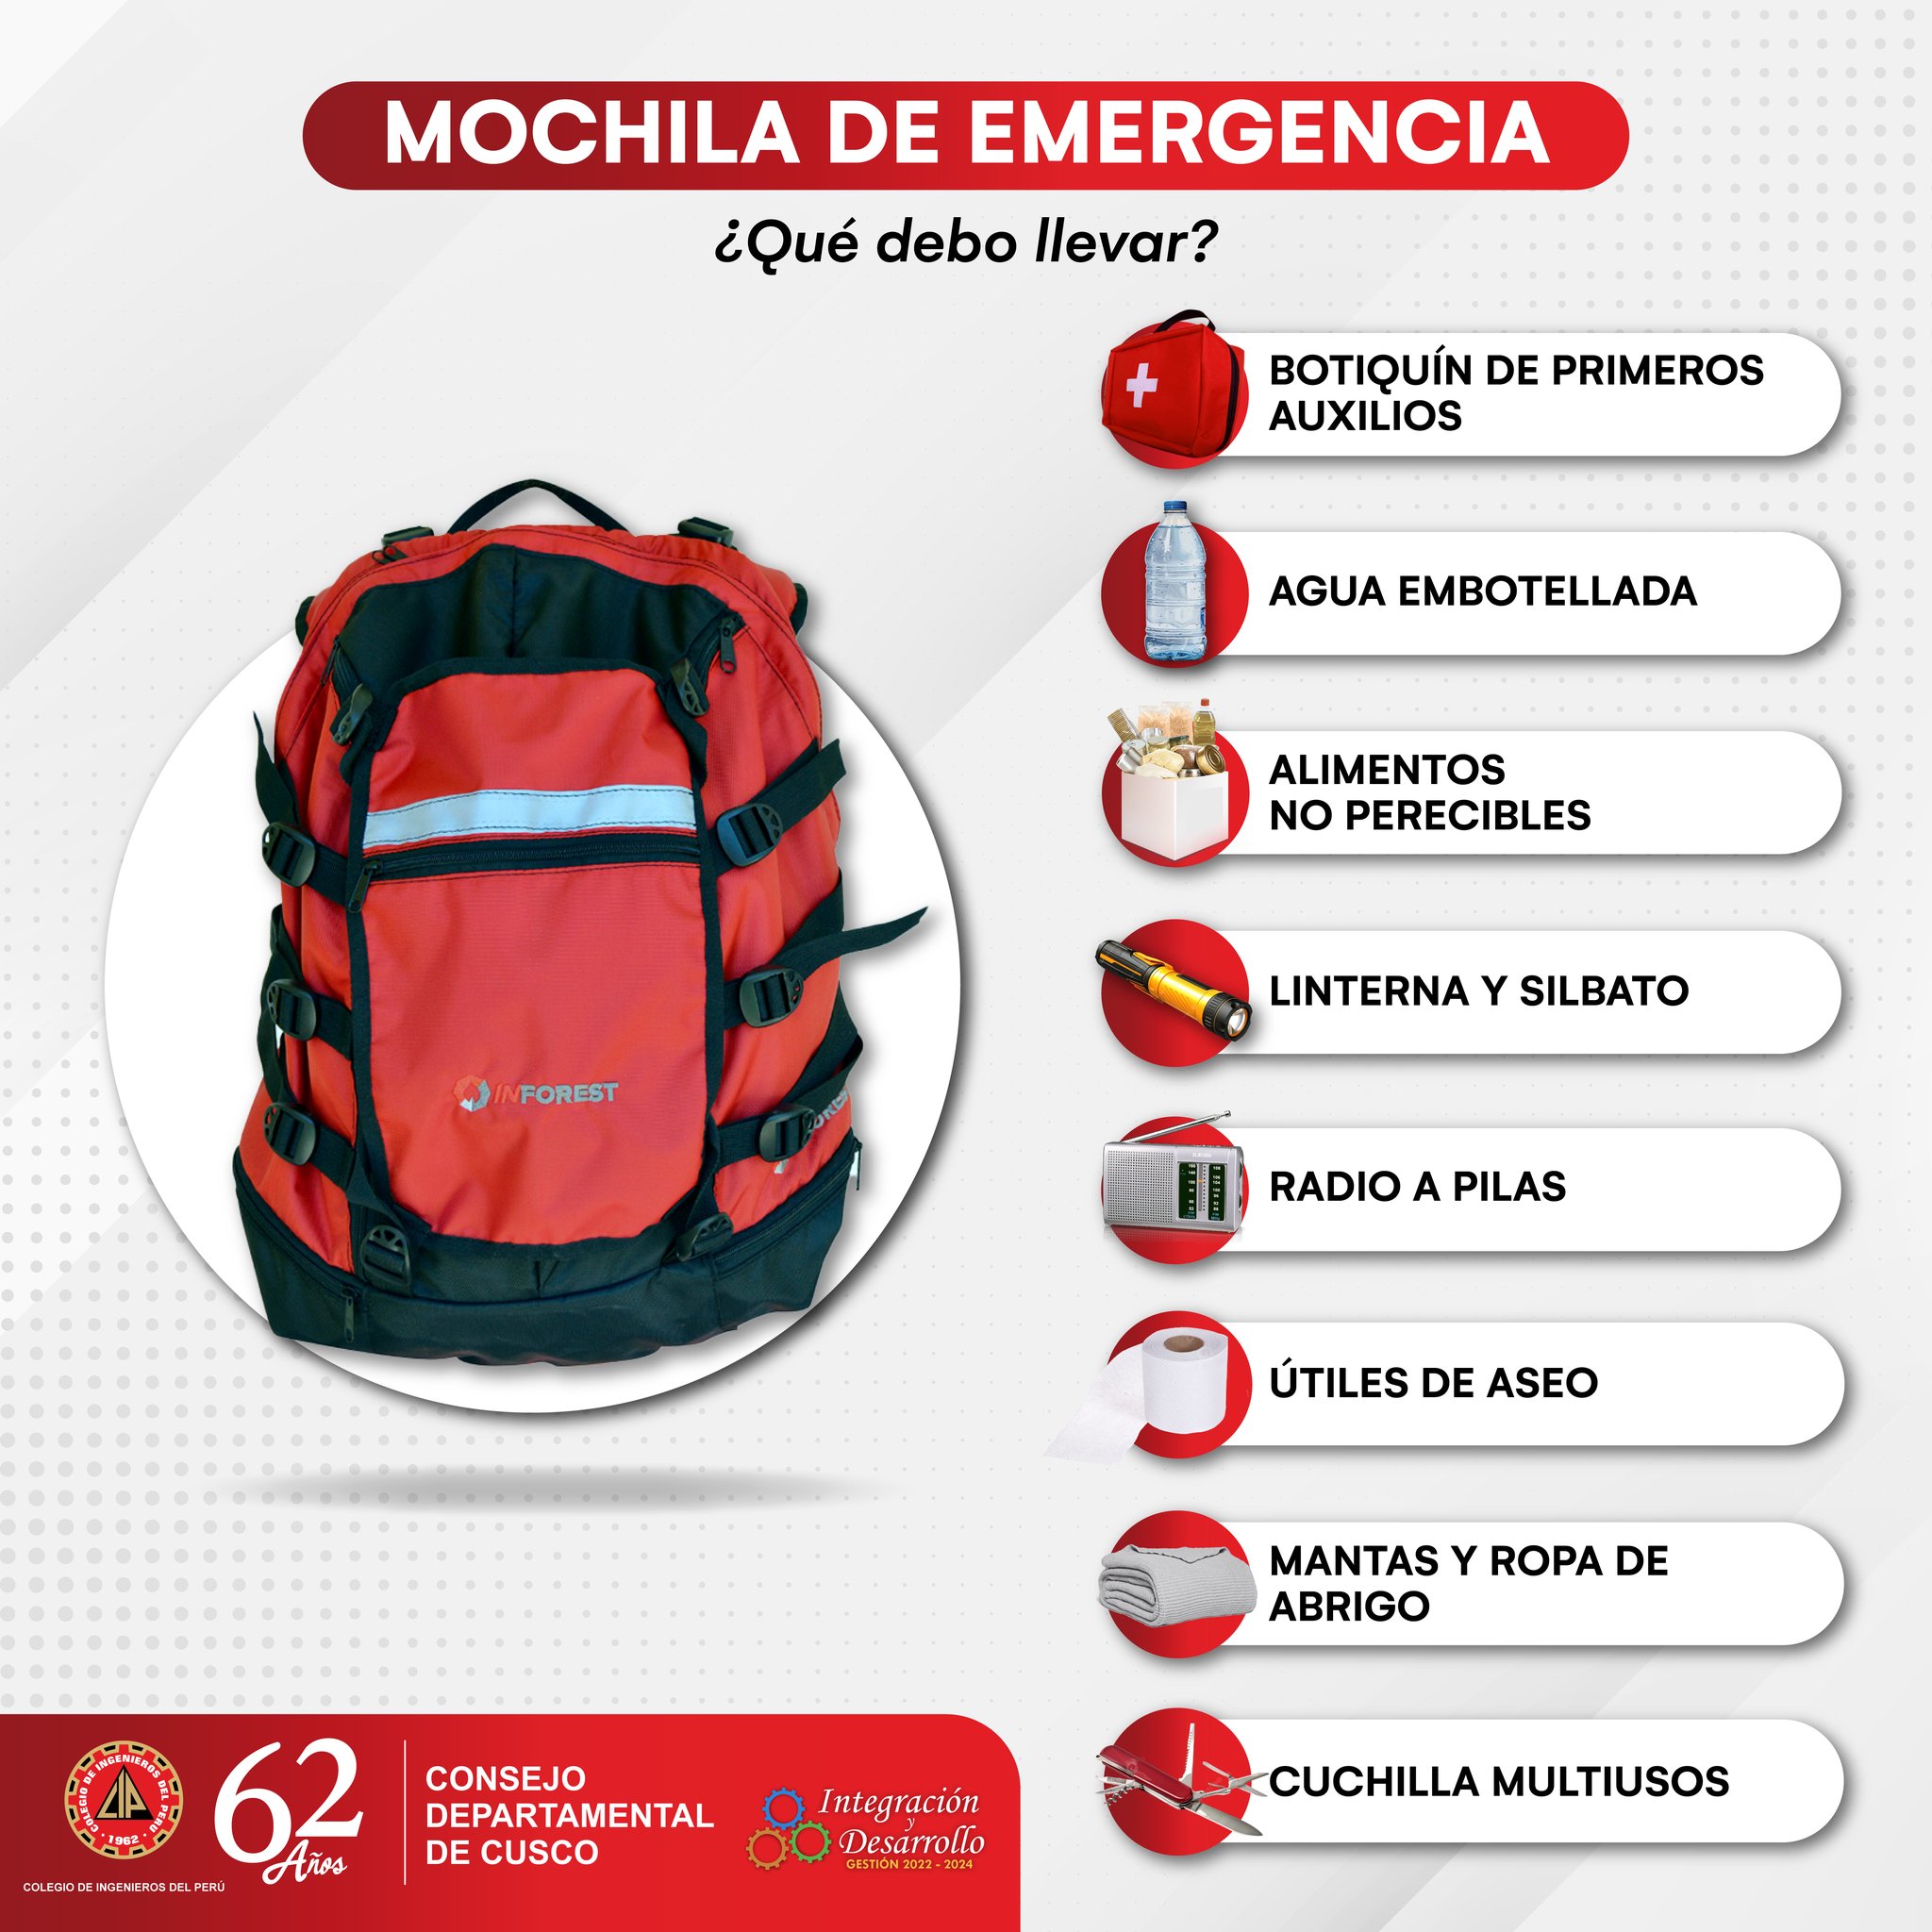 MOCHILA DE EMERGENCIA
¿Qué debo llevar?
BOTIQUÍN DE PRIMEROS
AUXILIOS
AGUA EMBOTELLADA
ALIMENTOS
NO PERECIBLES
LINTERNA Y SILBATO
RADIO A PILAS
ÚTILES DE ASEO
MANTAS Y ROPA DE
ABRIGO
CUCHILLA MULTIUSOS
INFOREST
COLEGIO DE INGENIEROS DEL PERÚ
CIP
1962
COLEGIO DE INGENIEROS DEL PERÚ
62
Años
CONSEJO
DEPARTAMENTAL
DE CUSCO
Integración
y
Desarrollo
GESTIÓN 2022 - 2024